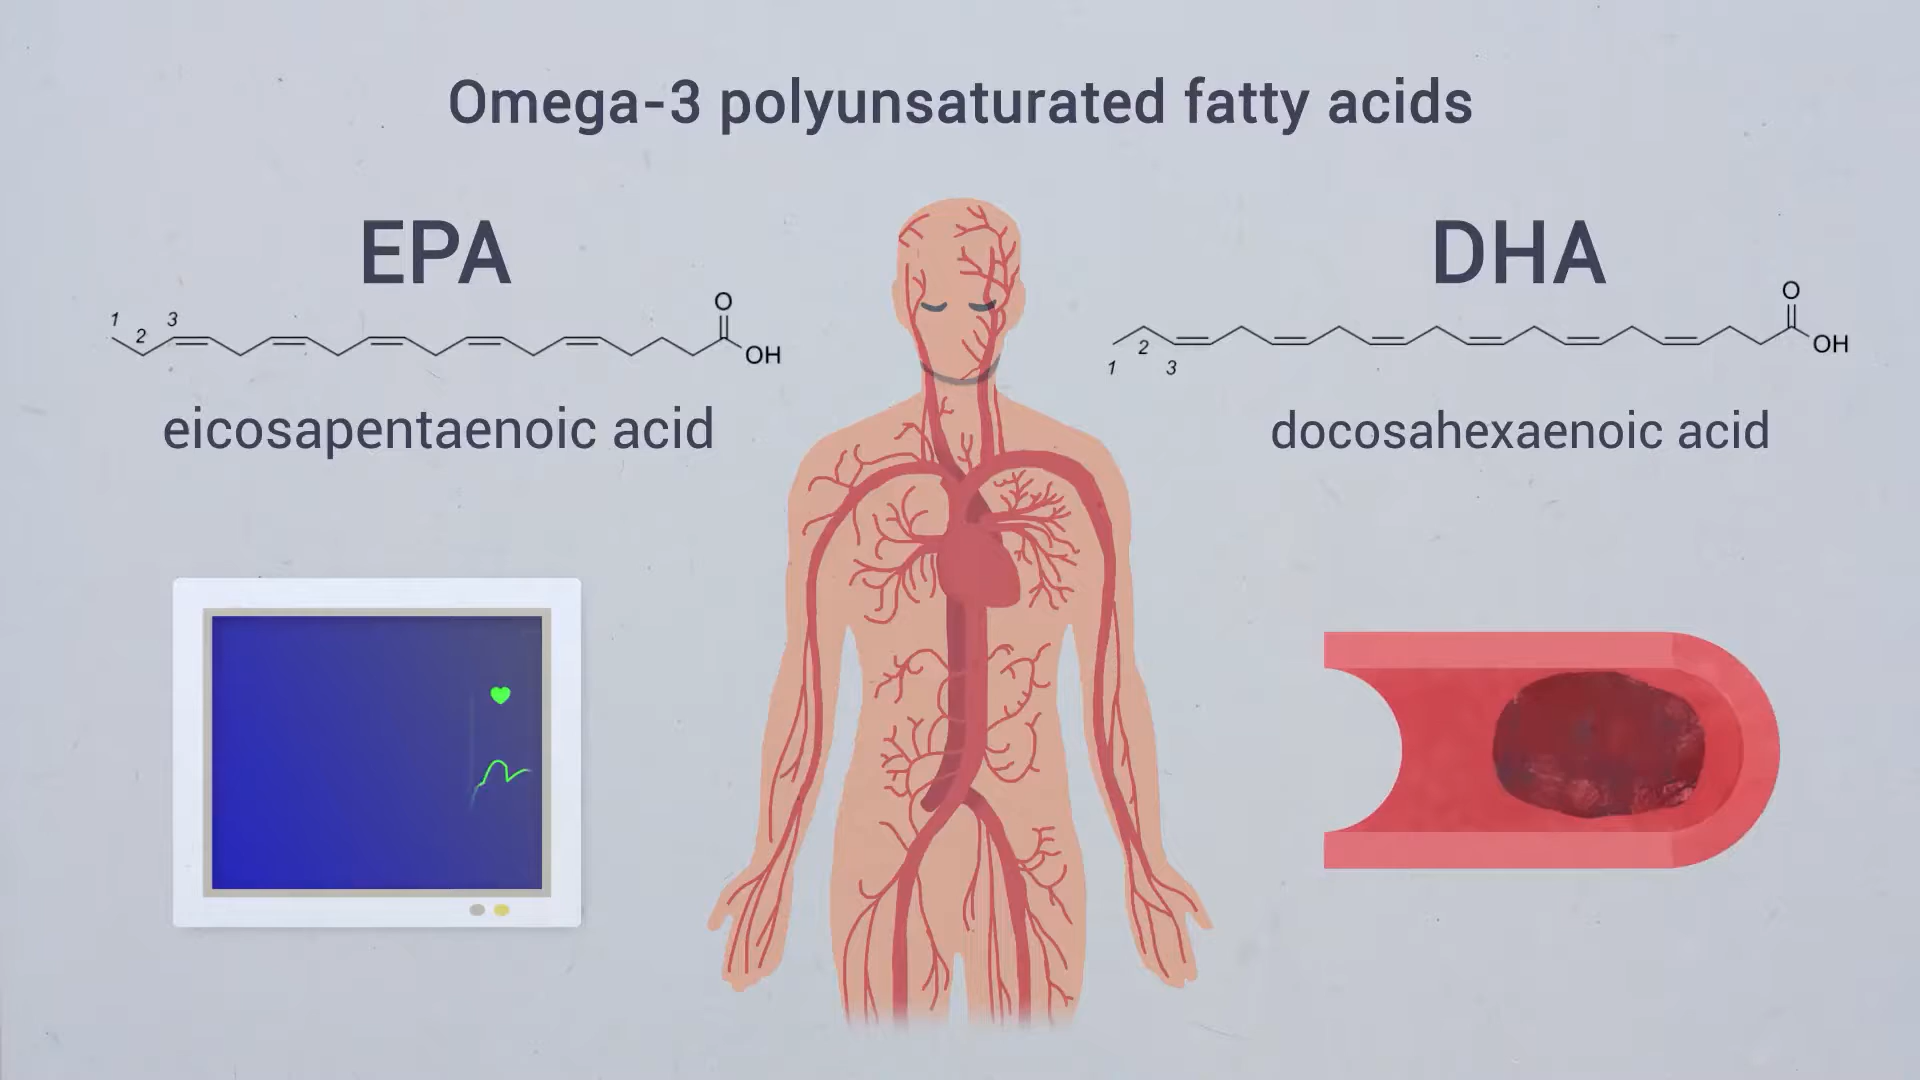 Omega-3 polyunsaturated fatty acids
EPA
1 2 3 O OH
eicosapentaenoic acid
DHA
1 2 3 O OH
docosahexaenoic acid